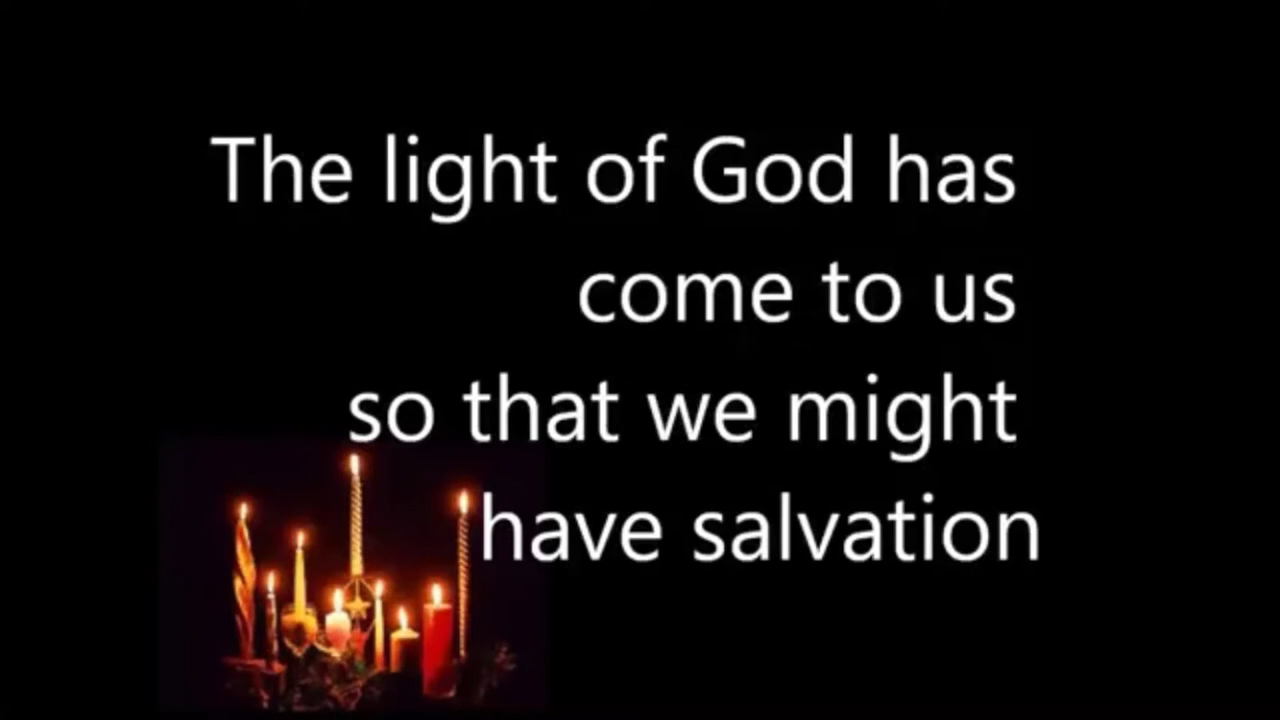 The light of God has
come to us
so that we might
have salvation